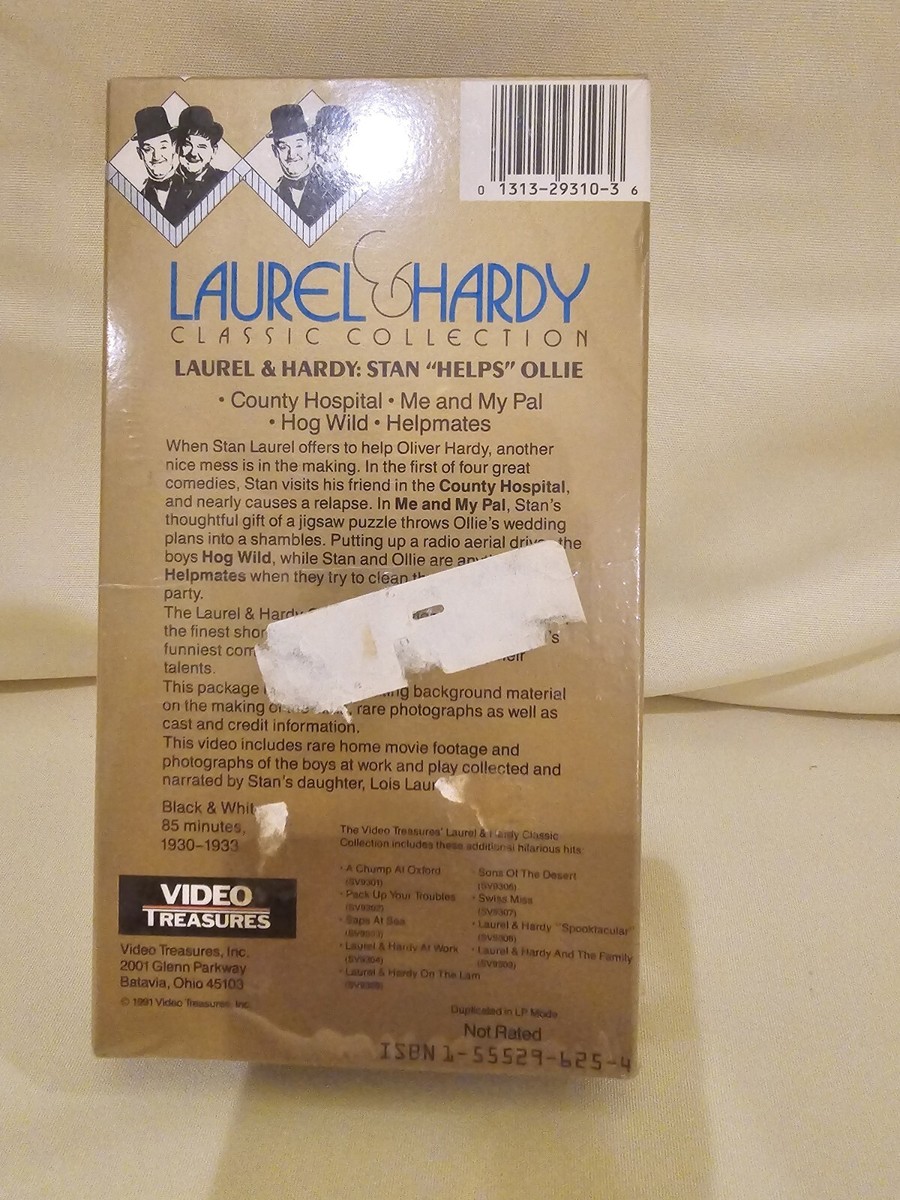 0 1313-29310-3 6
LAUREL & HARDY
CLASSIC COLLECTION
LAUREL & HARDY: STAN “HELPS” OLLIE
• County Hospital • Me and My Pal
• Hog Wild • Helpmates
When Stan Laurel offers to help Oliver Hardy, another
nice mess is in the making. In the first of four great
comedies, Stan visits his friend in the County Hospital,
and nearly causes a relapse. In Me and My Pal, Stan's
thoughtful gift of a jigsaw puzzle throws Ollie's wedding
plans into a shambles. Putting up a radio aerial the
boys Hog Wild, while Stan and Ollie are
Helpmates when they try to clean
party.
The Laurel & Hardy
the finest
funniest
talents.
This package background material
on the making rare photographs as well as
cast and credit information.
This video includes rare home movie footage and
photographs of the boys at work and play collected and
narrated by Stan's daughter, Lois
Black & White
85 minutes,
1930–1933
The Video Treasures' Laurel & Hardy Classic
Collection includes these additional hilarious hits:
• A Chump At Oxford
(SV9301)
• Pack Up Your Troubles
(SV9302)
• Saps At Sea
(SV9303)
• Laurel & Hardy At Work
(SV9304)
• Laurel & Hardy On The Lam
• Sons Of The Desert
(SV9306)
• Swiss Miss
(SV9307)
• Laurel & Hardy “Spooktacular”
• Laurel & Hardy And The Family
VIDEO
TREASURES
Video Treasures, Inc.
2001 Glenn Parkway
Batavia, Ohio 45103
© 1991 Video Treasures, Inc.
Duplicated in LP Mode
Not Rated
ISBN 1-55529-625-4